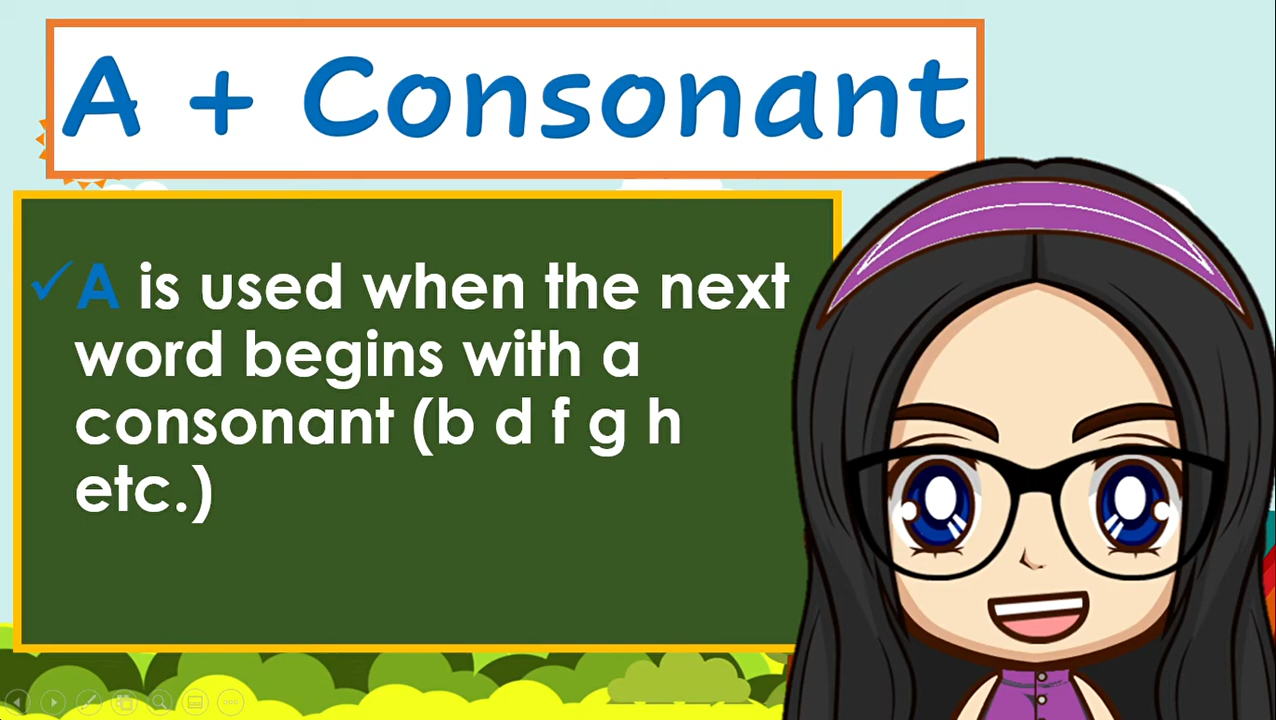 A + Consonant
A is used when the next
word begins with a
consonant (b d f g h
etc.)